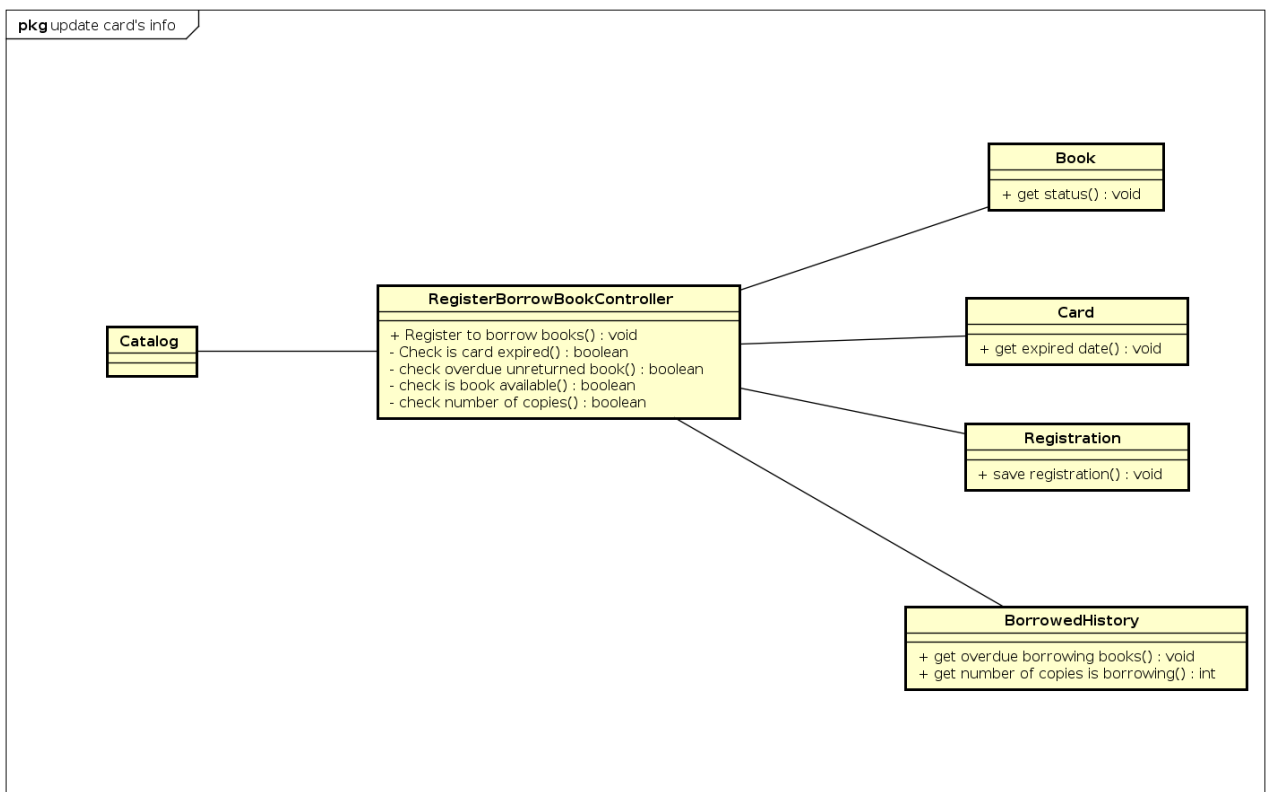 pkg update card's info
Book
+ get status() : void
RegisterBorrowBookController
+ Register to borrow books() : void
- Check is card expired() : boolean
- check overdue unreturned book() : boolean
- check is book available() : boolean
- check number of copies() : boolean
Catalog
Card
+ get expired date() : void
Registration
+ save registration() : void
BorrowedHistory
+ get overdue borrowing books() : void
+ get number of copies is borrowing() : int